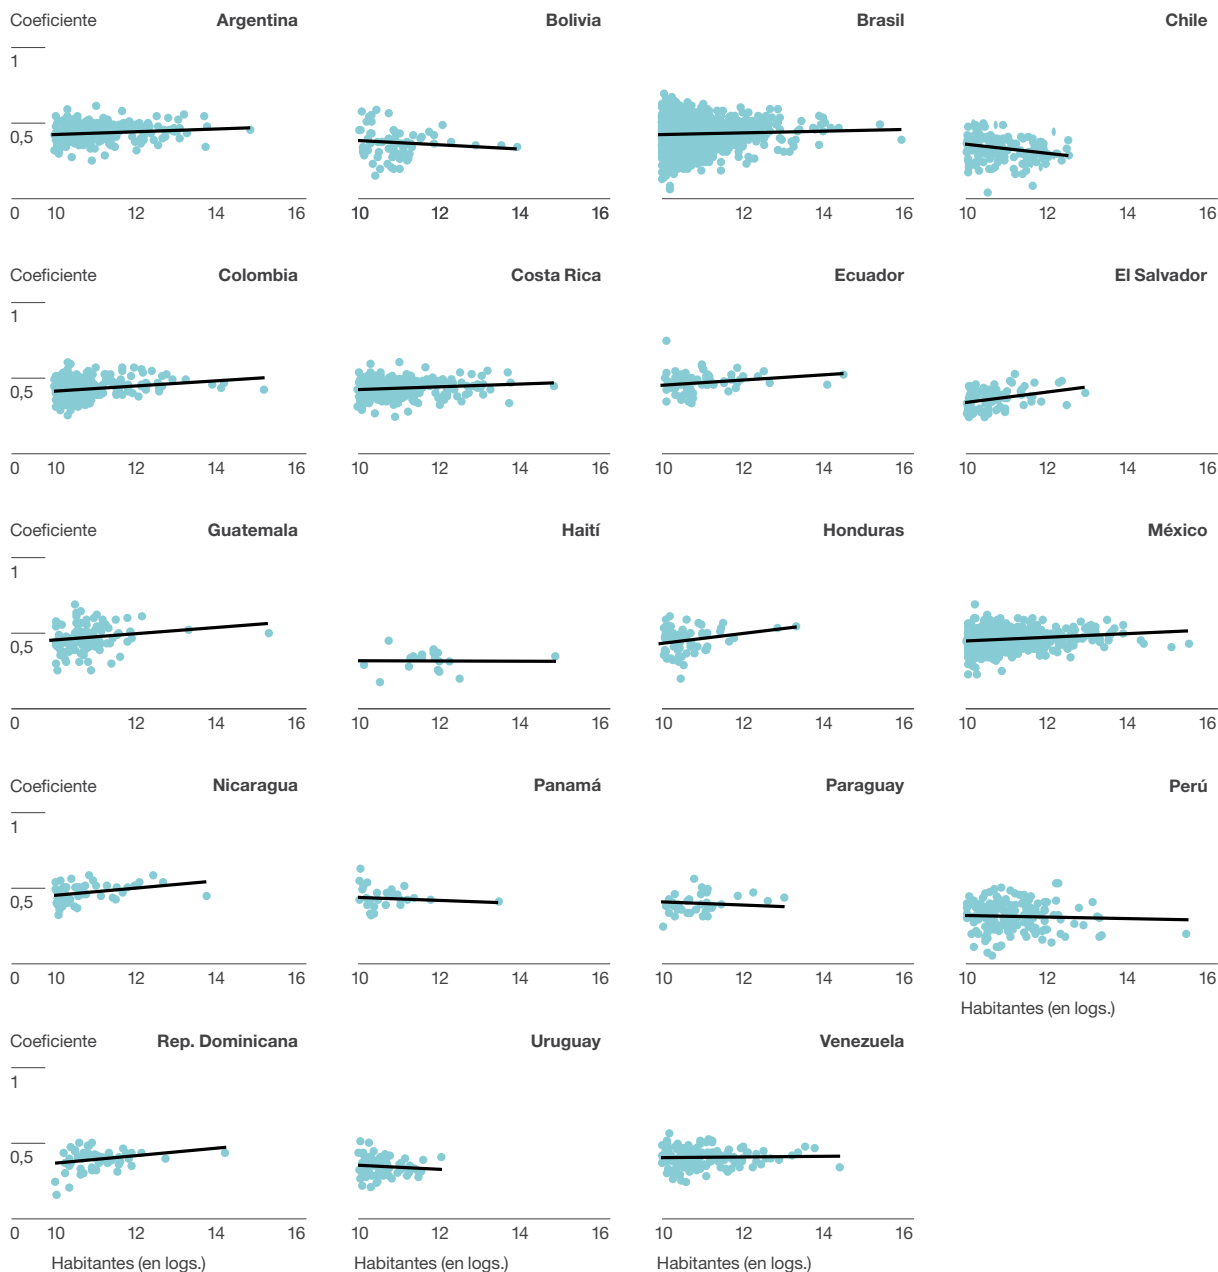 Coeficiente Argentina Bolivia Brasil Chile
1
0,5
0 10 12 14 16 10 12 14 16 12 14 16 10 12 14 16
Coeficiente Colombia Costa Rica Ecuador El Salvador
1
0,5
0 10 12 14 16 10 12 14 16 10 12 14 16 10 12 14 16
Coeficiente Guatemala Haití Honduras México
1
0,5
0 10 12 14 16 10 12 14 16 10 12 14 16 10 12 14 16
Coeficiente Nicaragua Panamá Paraguay Perú
1
0,5
0 10 12 14 16 10 12 14 16 10 12 14 16 10 12 14 16
Habitantes (en logs.)
Coeficiente Rep. Dominicana Uruguay Venezuela
1
0,5
0 10 12 14 16 10 12 14 16 10 12 14 16
Habitantes (en logs.) Habitantes (en logs.) Habitantes (en logs.)